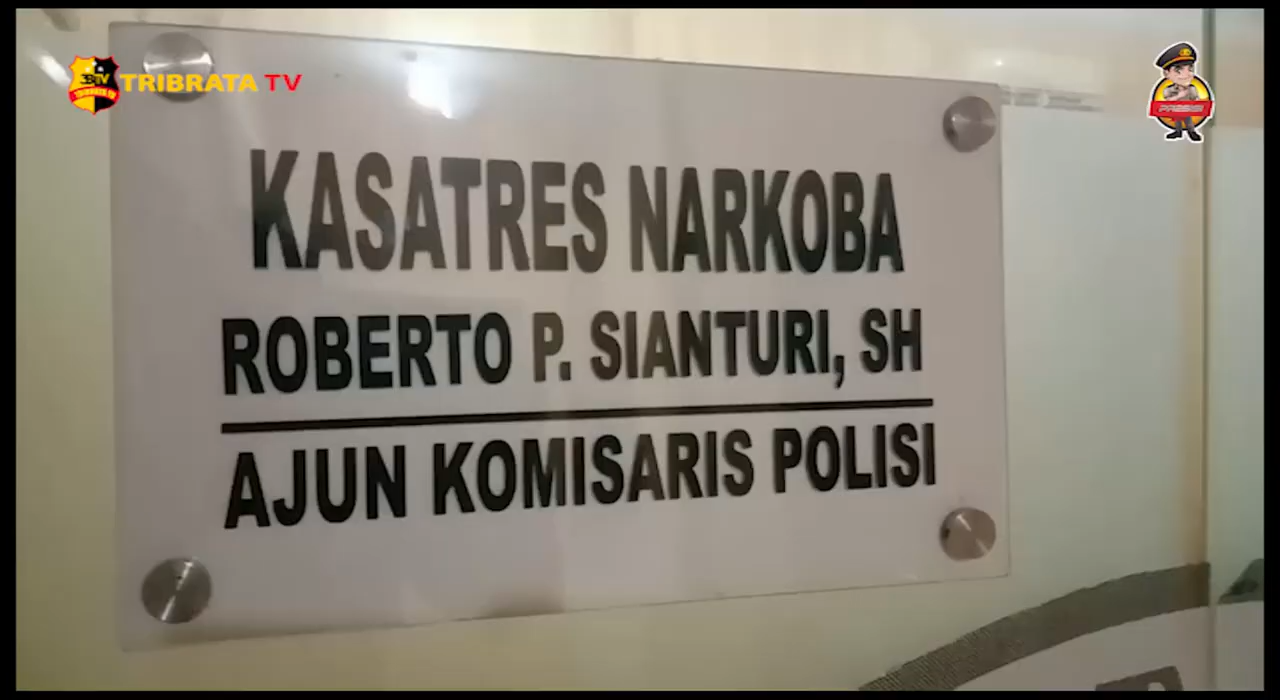 TRIBRATA TV
KASATRES NARKOBA
ROBERTO P. SIANTURI, SH
AJUN KOMISARIS POLISI